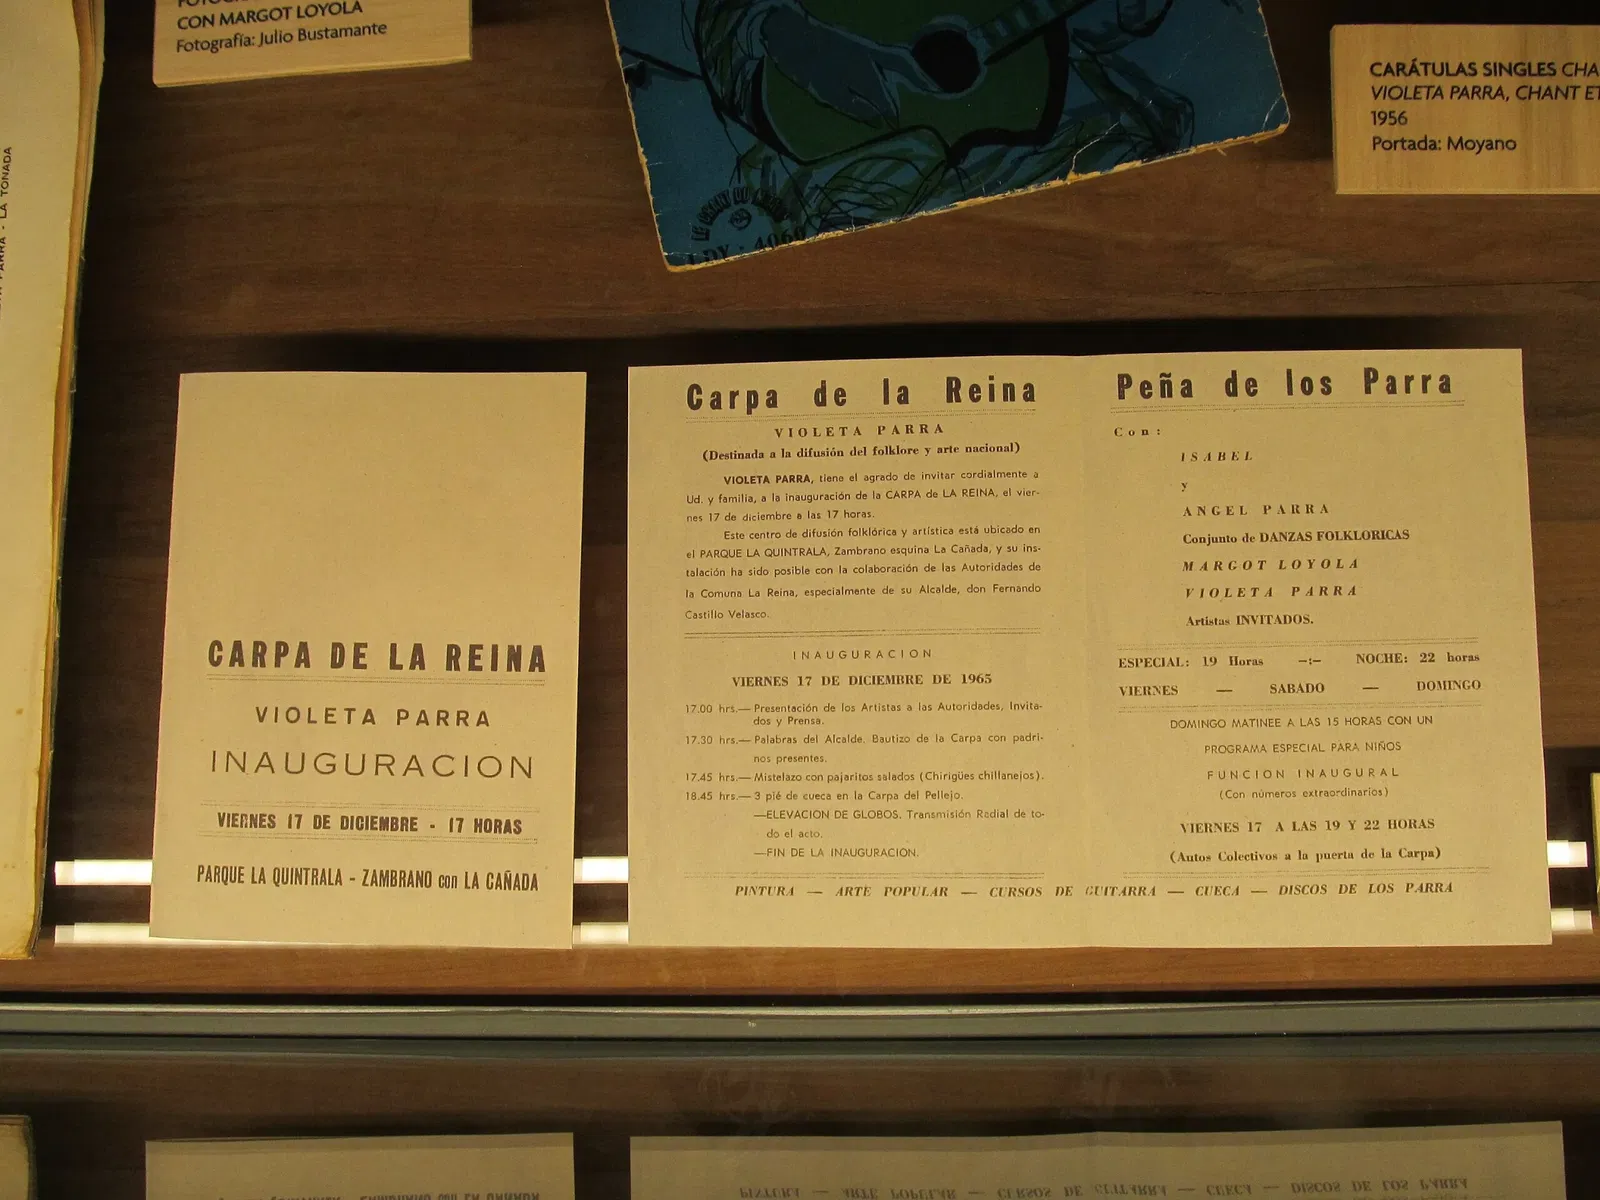 CON MARGOT LOYOLA
Fotografía: Julio Bustamante
PARRA - LA TONADA
LDY - 4060
CARÁTULAS SINGLES CHA
VIOLETA PARRA, CHANT ET
1956
Portada: Moyano
CARPA DE LA REINA
VIOLETA PARRA
INAUGURACION
VIERNES 17 DE DICIEMBRE - 17 HORAS
PARQUE LA QUINTRALA - ZAMBRANO con LA CAÑADA
Carpa de la Reina
VIOLETA PARRA
(Destinada a la difusión del folklore y arte nacional)
VIOLETA PARRA, tiene el agrado de invitar cordialmente a
Ud. y familia, a la inauguración de la CARPA de LA REINA, el vier-
nes 17 de diciembre a las 17 horas.
Este centro de difusión folklórica y artística está ubicado en
el PARQUE LA QUINTRALA, Zambrano esquina La Cañada, y su ins-
talación ha sido posible con la colaboración de las Autoridades de
la Comuna La Reina, especialmente de su Alcalde, don Fernando
Castillo Velasco.
INAUGURACION
VIERNES 17 DE DICIEMBRE DE 1965
17.00 hrs.— Presentación de los Artistas a las Autoridades, Invita-
dos y Prensa.
17.30 hrs.— Palabras del Alcalde. Bautizo de la Carpa con padri-
nos presentes.
17.45 hrs.— Mistelazo con pajaritos salados (Chirigües chillanejos).
18.45 hrs.— 3 pié de cueca en la Carpa del Pellejo.
—ELEVACION DE GLOBOS. Transmisión Radial de to-
do el acto.
—FIN DE LA INAUGURACION.
Peña de los Parra
Con:
ISABEL
y
ANGEL PARRA
Conjunto de DANZAS FOLKLORICAS
MARGOT LOYOLA
VIOLETA PARRA
Artistas INVITADOS.
ESPECIAL: 19 Horas —:— NOCHE: 22 horas
VIERNES — SABADO — DOMINGO
DOMINGO MATINEE A LAS 15 HORAS CON UN
PROGRAMA ESPECIAL PARA NIÑOS
FUNCION INAUGURAL
(Con números extraordinarios)
VIERNES 17 A LAS 19 Y 22 HORAS
(Autos Colectivos a la puerta de la Carpa)
PINTURA — ARTE POPULAR — CURSOS DE GUITARRA — CUECA — DISCOS DE LOS PARRA